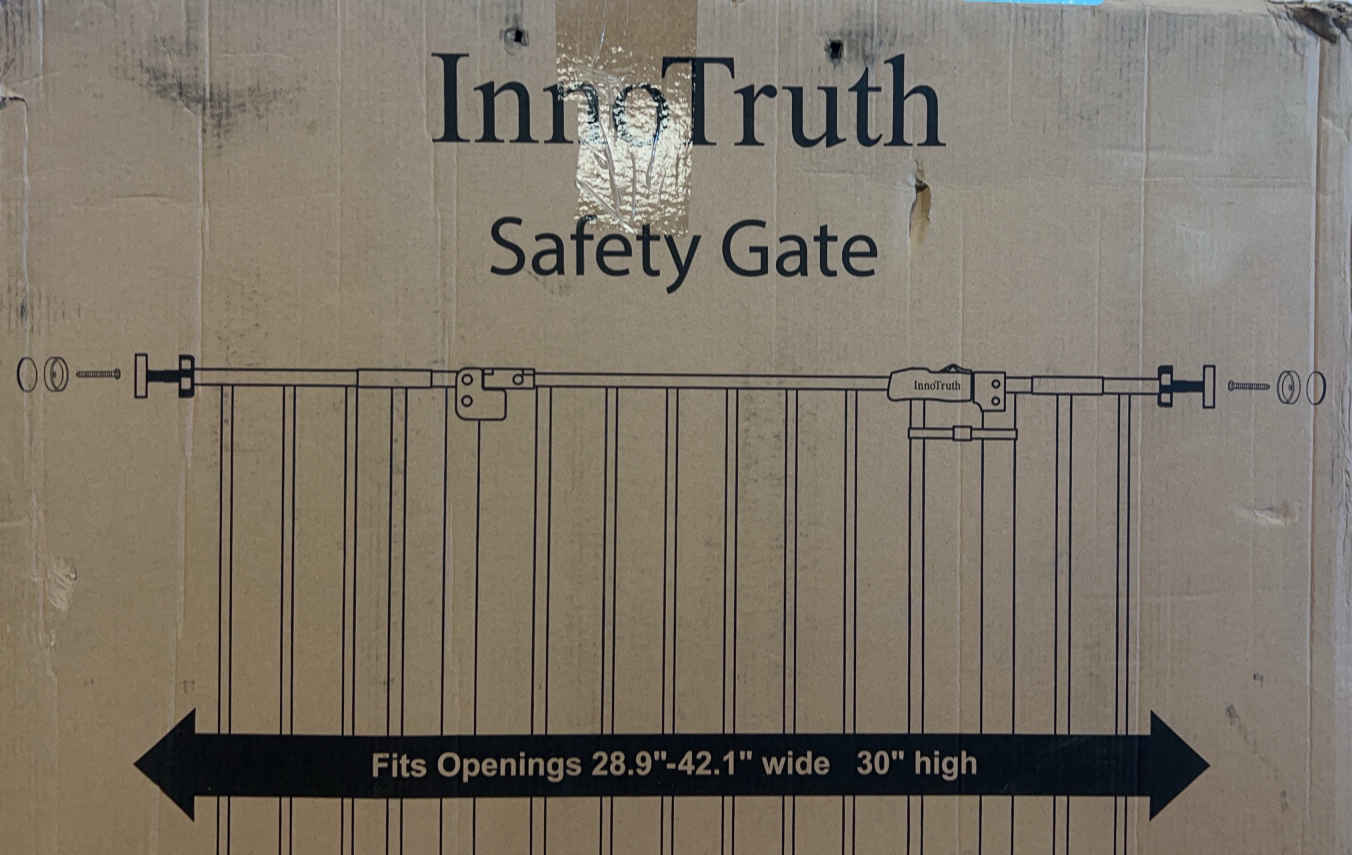 InnoTruth
Safety Gate
InnoTruth
Fits Openings 28.9"-42.1" wide 30" high